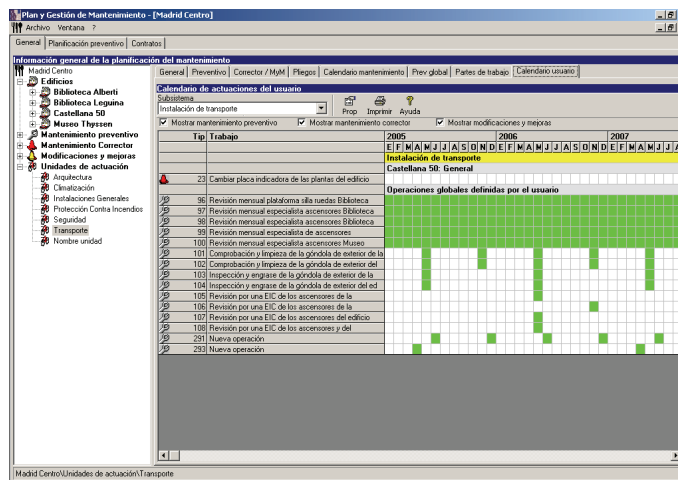 Plan y Gestión de Mantenimiento - [Madrid Centro]
Archivo Ventana ?
General Planificación preventivo Contratos
Información general de la planificación del mantenimiento
Madrid Centro
Edificios
Biblioteca Alberti
Biblioteca Leguina
Castellana 50
Museo Thyssen
Mantenimiento preventivo
Mantenimiento Corrector
Modificaciones y mejoras
Unidades de actuación
Arquitectura
Climatización
Instalaciones Generales
Protección Contra Incendios
Seguridad
Transporte
Nombre unidad
General Preventivo Corrector / MyM Pliegos Calendario mantenimiento Prev global Partes de trabajo Calendario usuario
Calendario de actuaciones del usuario
Subsistema
Instalación de transporte
Prop Imprimir Ayuda
Mostrar mantenimiento preventivo Mostrar mantenimiento corrector Mostrar modificaciones y mejoras
Tip Trabajo 2005 2006 2007
E F M A M J J A S O N D E F M A M J J A S O N D E F M A M J J A
Instalación de transporte
Castellana 50: General
23 Cambiar placa indicadora de las plantas del edificio
Operaciones globales definidas por el usuario
96 Revisión mensual plataforma silla ruedas Biblioteca
97 Revisión mensual especialista ascensores Biblioteca
98 Revisión mensual especialista ascensores Biblioteca
99 Revisión mensual especialista de ascensores
100 Revisión mensual especialista ascensores Museo
101 Comprobación y limpieza de la góndola de exterior de la
102 Comprobación y limpieza de la góndola de exterior del
103 Inspección y engrase de la góndola de exterior de la
104 Inspección y engrase de la góndola de exterior del ed
105 Revisión por una EIC de los ascensores de la
106 Revisión por una EIC de los ascensores de la
107 Revisión por una EIC de los ascensores del edificio
108 Revisión por una EIC de los ascensores y del
291 Nueva operación
293 Nueva operación
Madrid Centro\Unidades de actuación\Transporte